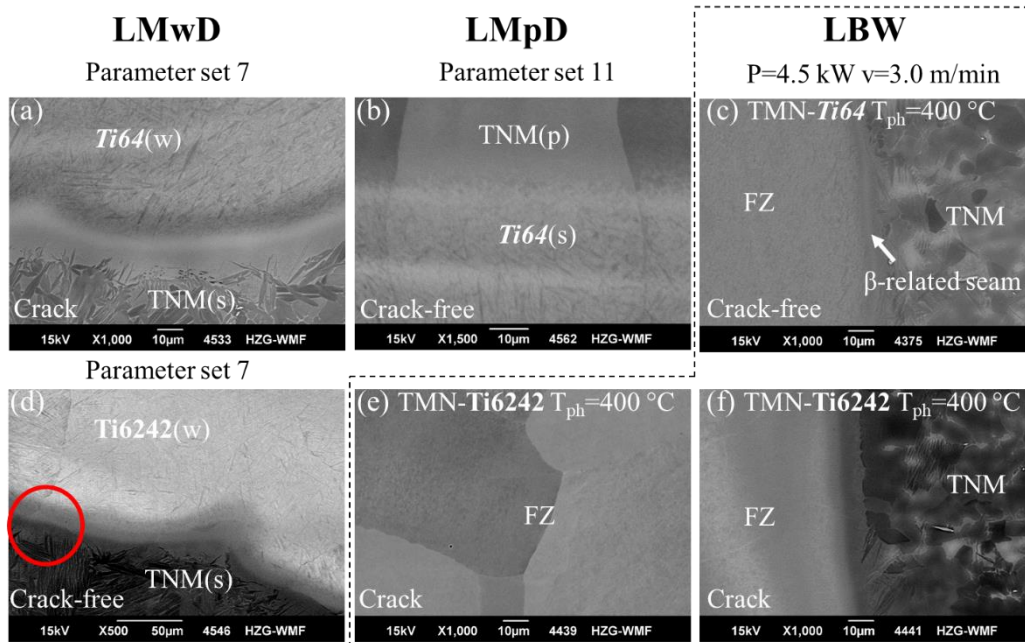 LMwD
Parameter set 7
LMpD
Parameter set 11
LBW
P=4.5 kW v=3.0 m/min
(a)
Ti64(w)
TNM(s)
Crack
15kV X1,000 10μm 4533 HZG-WMF
(b)
TNM(p)
Ti64(s)
Crack-free
15kV X1,500 10μm 4562 HZG-WMF
(c) TMN-Ti64 Tph=400 °C
FZ
TNM
β-related seam
Crack-free
15kV X1,000 10μm 4375 HZG-WMF
Parameter set 7
(d)
Ti6242(w)
TNM(s)
Crack-free
15kV X500 50μm 4546 HZG-WMF
(e) TMN-Ti6242 Tph=400 °C
FZ
Crack
15kV X1,000 10μm 4439 HZG-WMF
(f) TMN-Ti6242 Tph=400 °C
TNM
FZ
Crack
15kV X1,000 10μm 4441 HZG-WMF